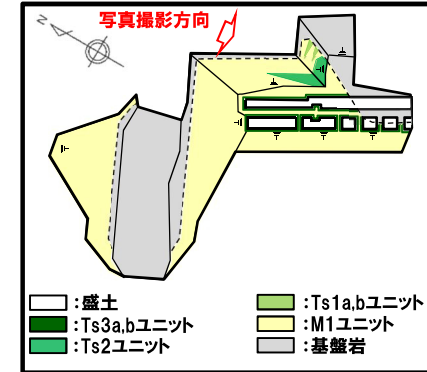 写真撮影方向
N
:盛土
:Ts3a,bユニット
:Ts2ユニット
:Ts1a,bユニット
:M1ユニット
:基盤岩